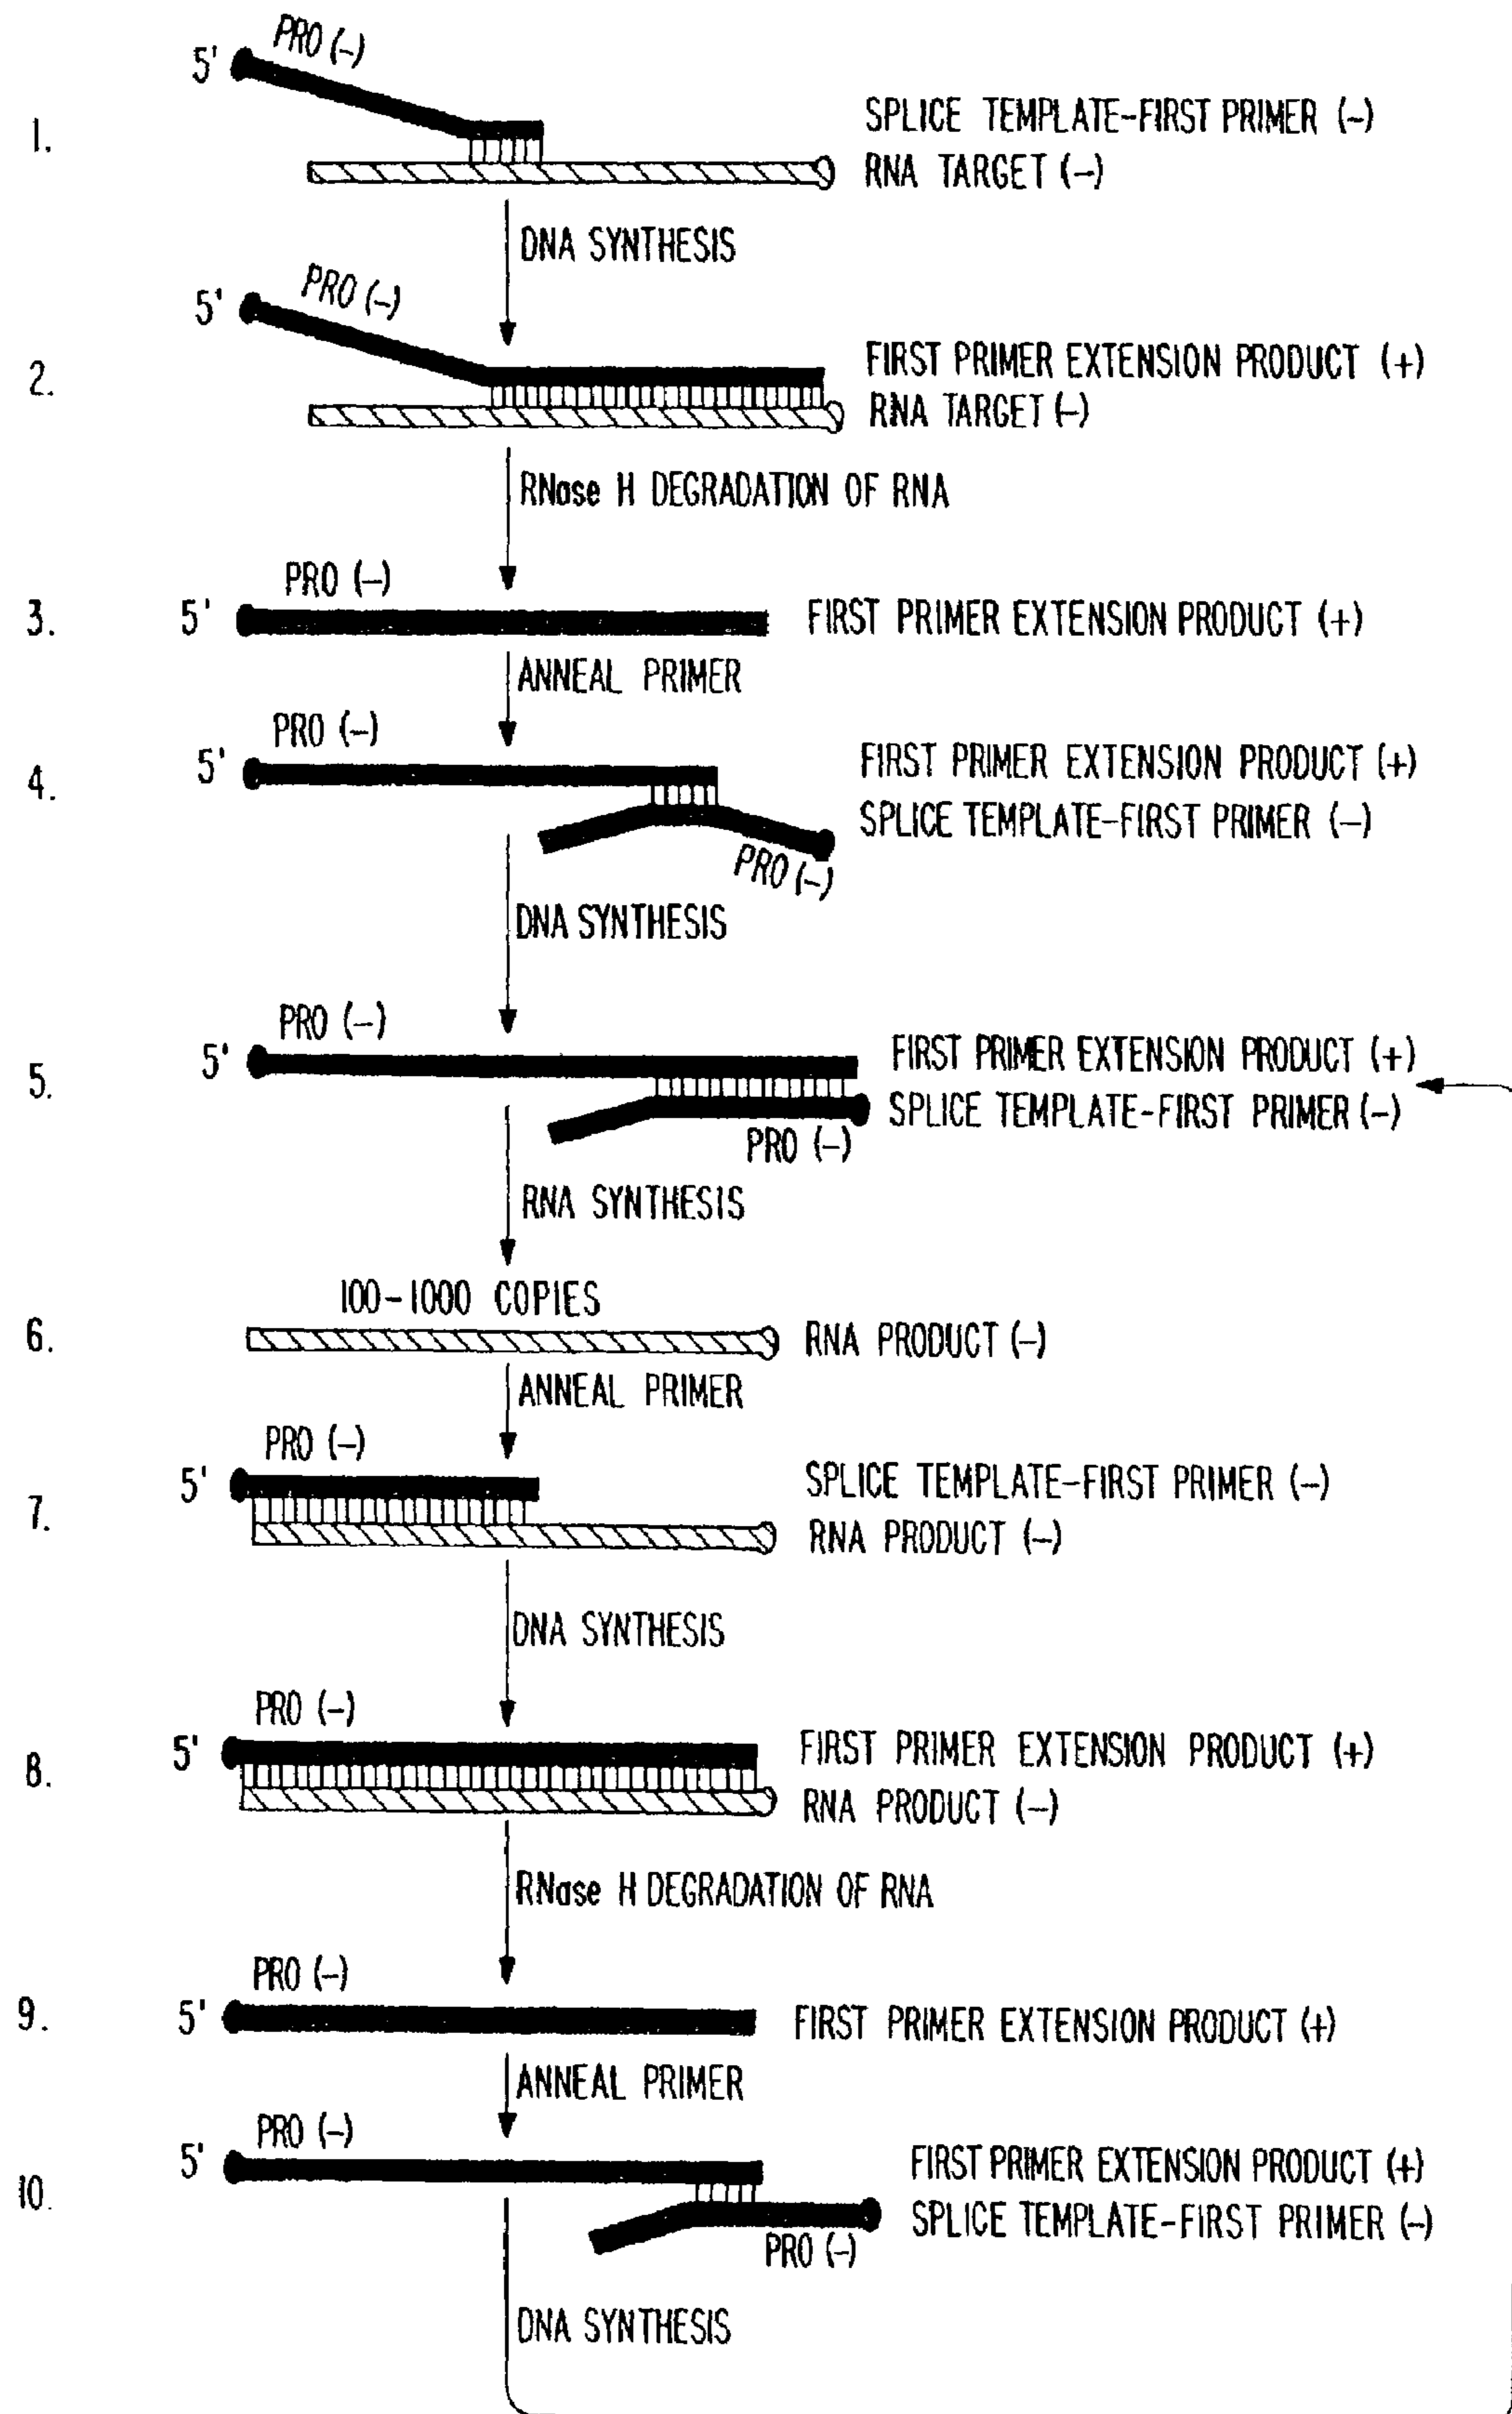 PRO (-)
5'
1.
SPLICE TEMPLATE-FIRST PRIMER (-)
RNA TARGET (-)
DNA SYNTHESIS
PRO (-)
5'
2.
FIRST PRIMER EXTENSION PRODUCT (+)
RNA TARGET (-)
RNase H DEGRADATION OF RNA
PRO (-)
3.
5'
FIRST PRIMER EXTENSION PRODUCT (+)
ANNEAL PRIMER
PRO (-)
5'
4.
FIRST PRIMER EXTENSION PRODUCT (+)
SPLICE TEMPLATE-FIRST PRIMER (-)
PRO (-)
DNA SYNTHESIS
PRO (-)
5'
5.
FIRST PRIMER EXTENSION PRODUCT (+)
SPLICE TEMPLATE-FIRST PRIMER (-)
PRO (-)
RNA SYNTHESIS
100-1000 COPIES
6.
RNA PRODUCT (-)
ANNEAL PRIMER
PRO (-)
5'
7.
SPLICE TEMPLATE-FIRST PRIMER (-)
RNA PRODUCT (-)
DNA SYNTHESIS
PRO (-)
5'
8.
FIRST PRIMER EXTENSION PRODUCT (+)
RNA PRODUCT (-)
RNase H DEGRADATION OF RNA
PRO (-)
9.
5'
FIRST PRIMER EXTENSION PRODUCT (+)
ANNEAL PRIMER
PRO (-)
5'
10.
FIRST PRIMER EXTENSION PRODUCT (+)
SPLICE TEMPLATE-FIRST PRIMER (-)
PRO (-)
DNA SYNTHESIS